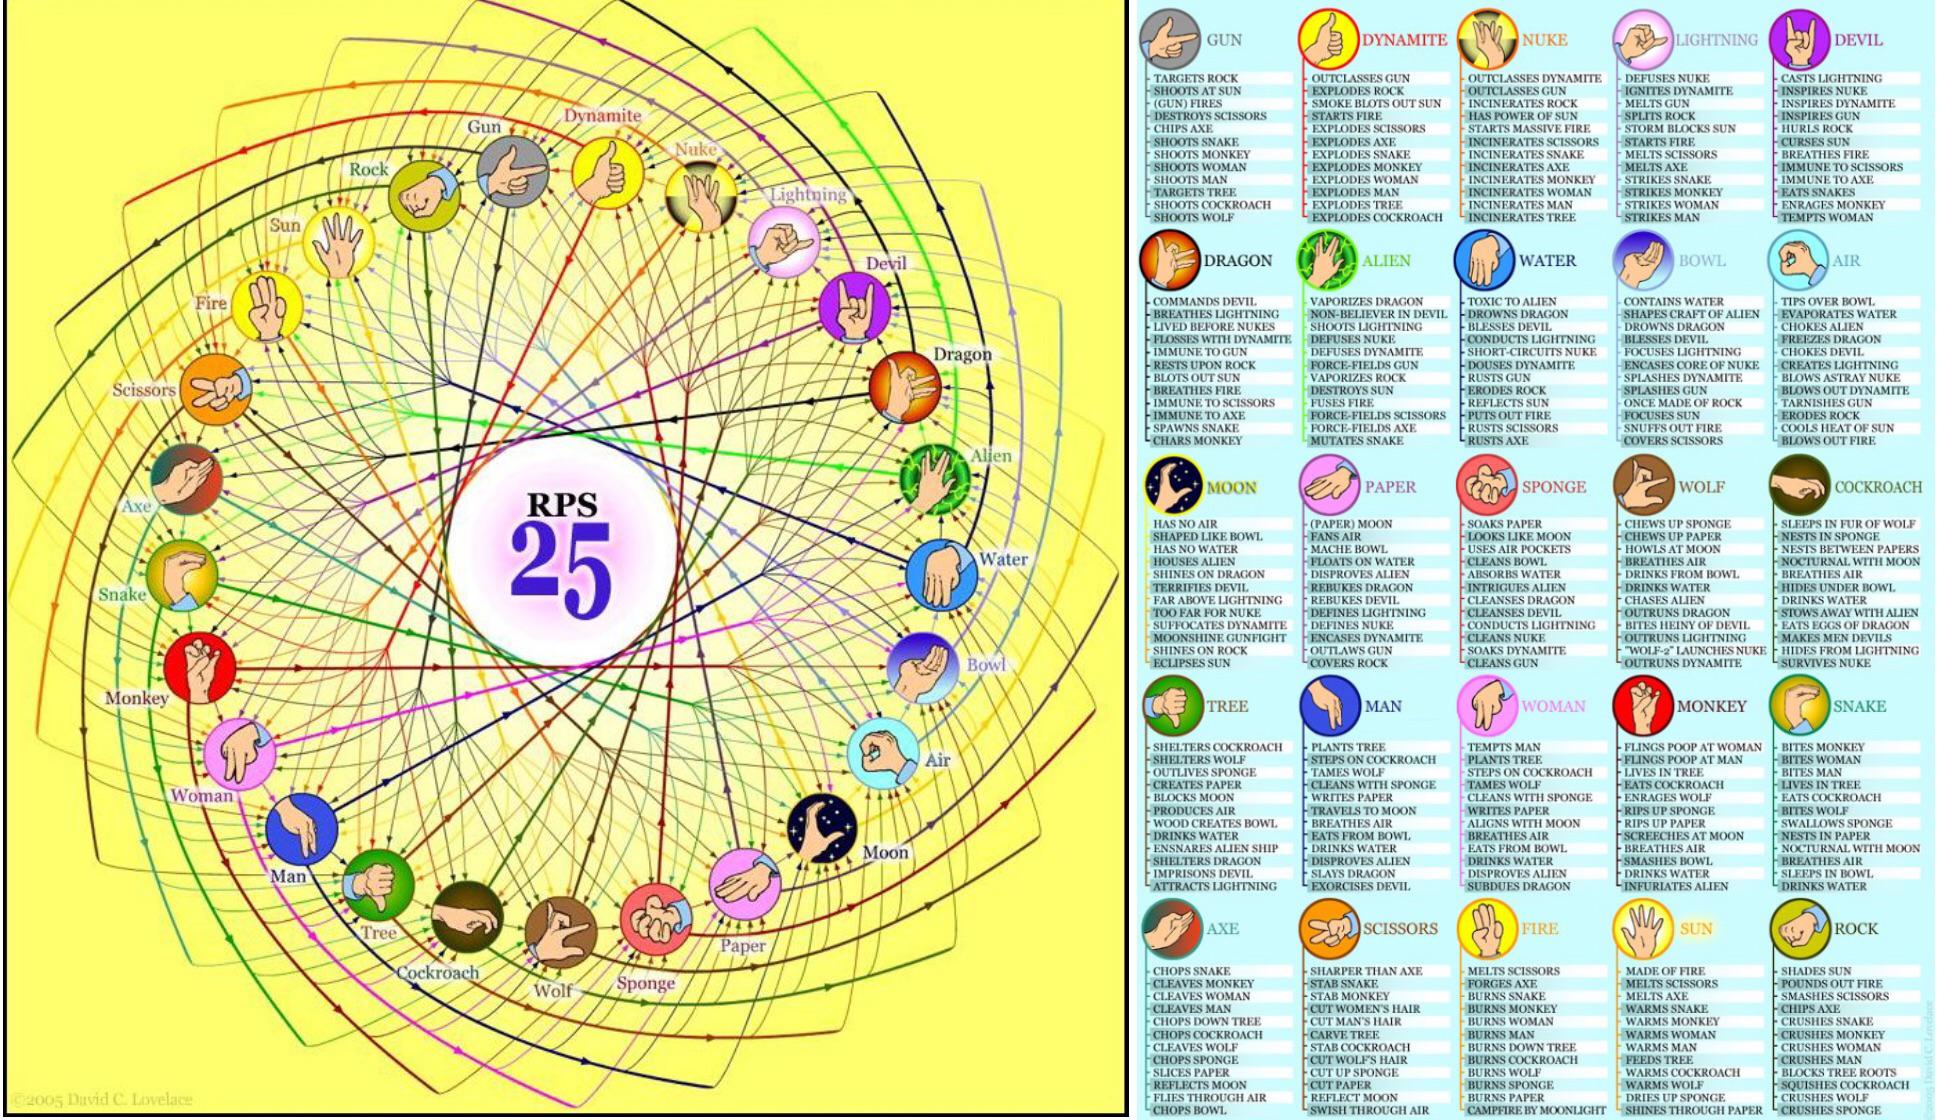 Gun
Dynamite
Nuke
Lightning
Devil
Dragon
Alien
Water
Bowl
Air
Moon
Paper
Sponge
Wolf
Cockroach
Tree
Man
Woman
Monkey
Snake
Axe
Scissors
Fire
Sun
Rock
RPS
25
©2005 David C. Lovelace
GUN
TARGETS ROCK
SHOOTS AT SUN
(GUN) FIRES
DESTROYS SCISSORS
CHIPS AXE
SHOOTS SNAKE
SHOOTS MONKEY
SHOOTS WOMAN
SHOOTS MAN
TARGETS TREE
SHOOTS COCKROACH
SHOOTS WOLF
DYNAMITE
OUTCLASSES GUN
EXPLODES ROCK
SMOKE BLOTS OUT SUN
STARTS FIRE
EXPLODES SCISSORS
EXPLODES AXE
EXPLODES SNAKE
EXPLODES MONKEY
EXPLODES WOMAN
EXPLODES MAN
EXPLODES TREE
EXPLODES COCKROACH
NUKE
OUTCLASSES DYNAMITE
OUTCLASSES GUN
INCINERATES ROCK
HAS POWER OF SUN
STARTS MASSIVE FIRE
INCINERATES SCISSORS
INCINERATES SNAKE
INCINERATES AXE
INCINERATES MONKEY
INCINERATES WOMAN
INCINERATES MAN
INCINERATES TREE
LIGHTNING
DEFUSES NUKE
IGNITES DYNAMITE
MELTS GUN
SPLITS ROCK
STORM BLOCKS SUN
STARTS FIRE
MELTS SCISSORS
MELTS AXE
STRIKES SNAKE
STRIKES MONKEY
STRIKES WOMAN
STRIKES MAN
DEVIL
CASTS LIGHTNING
INSPIRES NUKE
INSPIRES DYNAMITE
INSPIRES GUN
HURLS ROCK
CURSES SUN
BREATHES FIRE
IMMUNE TO SCISSORS
IMMUNE TO AXE
EATS SNAKES
ENRAGES MONKEY
TEMPTS WOMAN
DRAGON
COMMANDS DEVIL
BREATHES LIGHTNING
LIVED BEFORE NUKES
FLOSSES WITH DYNAMITE
IMMUNE TO GUN
RESTS UPON ROCK
BLOTS OUT SUN
BREATHES FIRE
IMMUNE TO SCISSORS
IMMUNE TO AXE
SPAWNS SNAKE
CHARS MONKEY
ALIEN
VAPORIZES DRAGON
NON-BELIEVER IN DEVIL
SHOOTS LIGHTNING
DEFUSES NUKE
DEFUSES DYNAMITE
FORCE-FIELDS GUN
VAPORIZES ROCK
DESTROYS SUN
FUSES FIRE
FORCE-FIELDS SCISSORS
FORCE-FIELDS AXE
MUTATES SNAKE
WATER
TOXIC TO ALIEN
DROWNS DRAGON
BLESSES DEVIL
CONDUCTS LIGHTNING
SHORT-CIRCUITS NUKE
DOUSES DYNAMITE
RUSTS GUN
ERODES ROCK
REFLECTS SUN
PUTS OUT FIRE
RUSTS SCISSORS
RUSTS AXE
BOWL
CONTAINS WATER
SHAPES CRAFT OF ALIEN
DROWNS DRAGON
BLESSES DEVIL
FOCUSES LIGHTNING
ENCASES CORE OF NUKE
SPLASHES DYNAMITE
SPLASHES GUN
ONCE MADE OF ROCK
FOCUSES SUN
SNUFFS OUT FIRE
COVERS SCISSORS
AIR
TIPS OVER BOWL
EVAPORATES WATER
CHOKES ALIEN
FREEZES DRAGON
CHOKES DEVIL
CREATES LIGHTNING
BLOWS ASTRAY NUKE
BLOWS OUT DYNAMITE
TARNISHES GUN
ERODES ROCK
COOLS HEAT OF SUN
BLOWS OUT FIRE
MOON
HAS NO AIR
SHAPED LIKE BOWL
HAS NO WATER
HOUSES ALIEN
SHINES ON DRAGON
TERRIFIES DEVIL
FAR ABOVE LIGHTNING
TOO FAR FOR NUKE
SUFFOCATES DYNAMITE
MOONSHINE GUNFIGHT
SHINES ON ROCK
ECLIPSES SUN
PAPER
(PAPER) MOON
FANS AIR
MACHE BOWL
FLOATS ON WATER
DISPROVES ALIEN
REBUKES DRAGON
REBUKES DEVIL
DEFINES LIGHTNING
DEFINES NUKE
ENCASES DYNAMITE
OUTLAWS GUN
COVERS ROCK
SPONGE
SOAKS PAPER
LOOKS LIKE MOON
USES AIR POCKETS
CLEANS BOWL
ABSORBS WATER
INTRIGUES ALIEN
CLEANSES DRAGON
CLEANSES DEVIL
CONDUCTS LIGHTNING
CLEANS NUKE
SOAKS DYNAMITE
CLEANS GUN
WOLF
CHEWS UP SPONGE
CHEWS UP PAPER
HOWLS AT MOON
BREATHES AIR
DRINKS FROM BOWL
DRINKS WATER
CHASES ALIEN
OUTRUNS DRAGON
BITES HEINY OF DEVIL
OUTRUNS LIGHTNING
"WOLF-2" LAUNCHES NUKE
OUTRUNS DYNAMITE
COCKROACH
SLEEPS IN FUR OF WOLF
NESTS IN SPONGE
NESTS BETWEEN PAPERS
NOCTURNAL WITH MOON
BREATHES AIR
HIDES UNDER BOWL
DRINKS WATER
STOWS AWAY WITH ALIEN
EATS EGGS OF DRAGON
MAKES MEN DEVILS
HIDES FROM LIGHTNING
SURVIVES NUKE
TREE
SHELTERS COCKROACH
SHELTERS WOLF
OUTLIVES SPONGE
CREATES PAPER
BLOCKS MOON
PRODUCES AIR
WOOD CREATES BOWL
DRINKS WATER
ENSNARES ALIEN SHIP
SHELTERS DRAGON
IMPRISONS DEVIL
ATTRACTS LIGHTNING
MAN
PLANTS TREE
STEPS ON COCKROACH
TAMES WOLF
CLEANS WITH SPONGE
WRITES PAPER
TRAVELS TO MOON
BREATHES AIR
EATS FROM BOWL
DRINKS WATER
DISPROVES ALIEN
SLAYS DRAGON
EXORCISES DEVIL
WOMAN
TEMPTS MAN
PLANTS TREE
STEPS ON COCKROACH
TAMES WOLF
CLEANS WITH SPONGE
WRITES PAPER
ALIGNS WITH MOON
BREATHES AIR
EATS FROM BOWL
DRINKS WATER
DISPROVES ALIEN
SUBDUES DRAGON
MONKEY
FLINGS POOP AT WOMAN
FLINGS POOP AT MAN
LIVES IN TREE
EATS COCKROACH
ENRAGES WOLF
RIPS UP SPONGE
RIPS UP PAPER
SCREECHES AT MOON
BREATHES AIR
SMASHES BOWL
DRINKS WATER
INFURIATES ALIEN
SNAKE
BITES MONKEY
BITES WOMAN
BITES MAN
LIVES IN TREE
EATS COCKROACH
BITES WOLF
SWALLOWS SPONGE
NESTS IN PAPER
NOCTURNAL WITH MOON
BREATHES AIR
SLEEPS IN BOWL
DRINKS WATER
AXE
CHOPS SNAKE
CLEAVES MONKEY
CLEAVES WOMAN
CLEAVES MAN
CHOPS DOWN TREE
CHOPS COCKROACH
CLEAVES WOLF
CHOPS SPONGE
SLICES PAPER
REFLECTS MOON
FLIES THROUGH AIR
CHOPS BOWL
SCISSORS
SHARPER THAN AXE
STAB SNAKE
STAB MONKEY
CUT WOMEN'S HAIR
CUT MAN'S HAIR
CARVE TREE
STAB COCKROACH
CUT WOLF'S HAIR
CUT UP SPONGE
CUT PAPER
REFLECT MOON
SWISH THROUGH AIR
FIRE
MELTS SCISSORS
FORGES AXE
BURNS SNAKE
BURNS MONKEY
BURNS WOMAN
BURNS MAN
BURNS DOWN TREE
BURNS COCKROACH
BURNS WOLF
BURNS SPONGE
BURNS PAPER
CAMPFIRE BY MOONLIGHT
SUN
MADE OF FIRE
MELTS SCISSORS
MELTS AXE
WARMS SNAKE
WARMS MONKEY
WARMS WOMAN
WARMS MAN
FEEDS TREE
WARMS COCKROACH
WARMS WOLF
DRIES UP SPONGE
SHINES THROUGH PAPER
ROCK
SHADES SUN
POUNDS OUT FIRE
SMASHES SCISSORS
CHIPS AXE
CRUSHES SNAKE
CRUSHES MONKEY
CRUSHES WOMAN
CRUSHES MAN
BLOCKS TREE ROOTS
SQUISHES COCKROACH
CRUSHES WOLF
CRUSHES SPONGE
©2005 David C. Lovelace